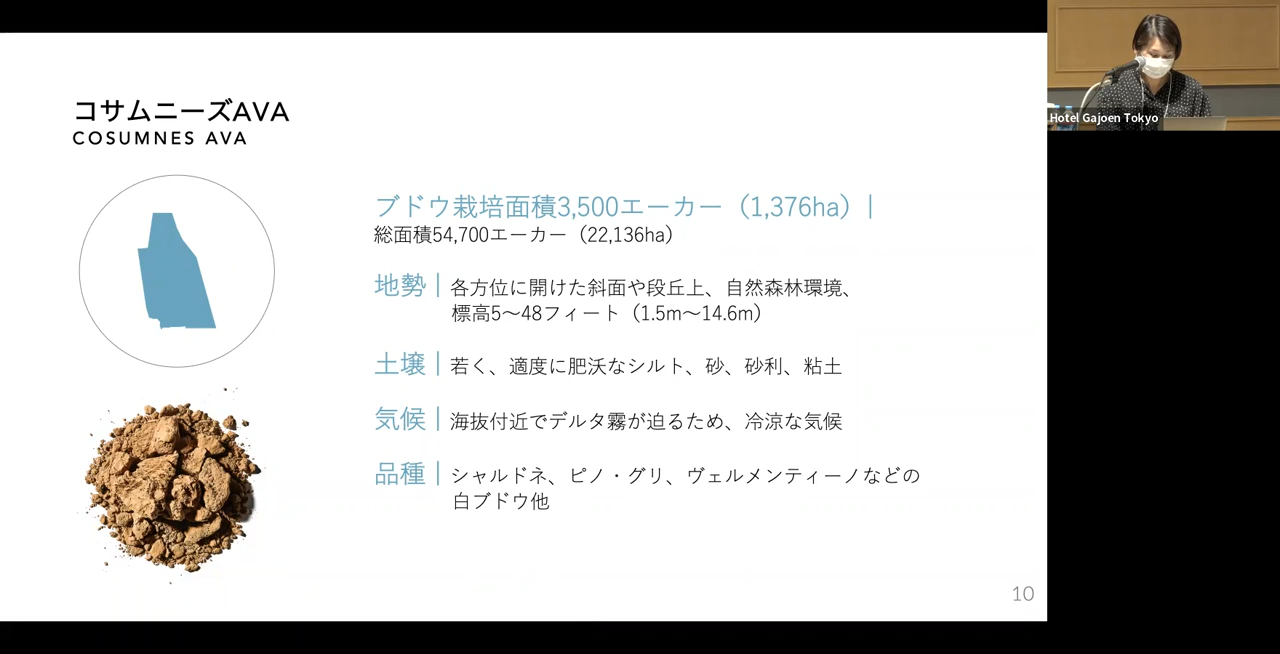 コサムニーズAVA
COSUMNES AVA
ブドウ栽培面積3,500エーカー（1,376ha）|
総面積54,700エーカー（22,136ha）
地勢| 各方位に開けた斜面や段丘上、自然森林環境、
標高5〜48フィート（1.5m〜14.6m）
土壌| 若く、適度に肥沃なシルト、砂、砂利、粘土
気候| 海抜付近でデルタ霧が迫るため、冷涼な気候
品種| シャルドネ、ピノ・グリ、ヴェルメンティーノなどの
白ブドウ他
10
Hotel Gajoen Tokyo